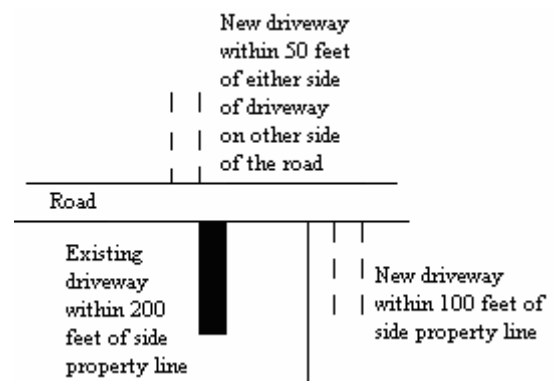 New driveway
within 50 feet
of either side
of driveway
on other side
of the road
Road
Existing
driveway
within 200
feet of side
property line
New driveway
within 100 feet of
side property line